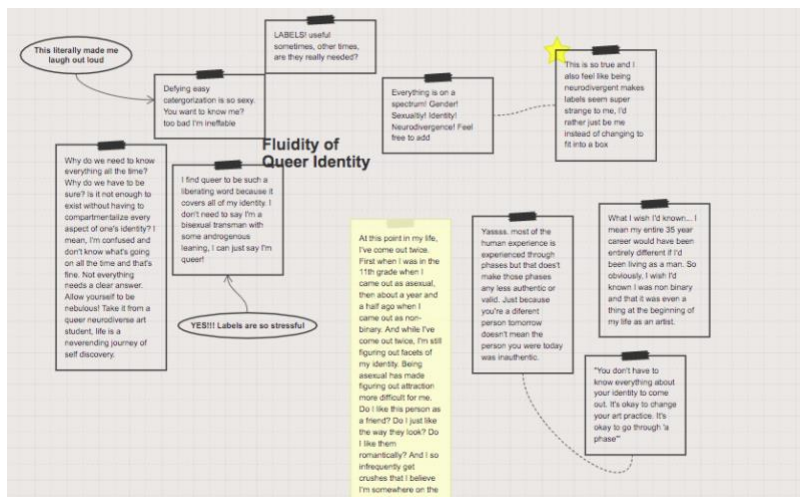 This literally made me
laugh out loud
LABELS! useful
sometimes, other times,
are they really needed?
Defying easy
catergorization is so sexy.
You want to know me?
too bad I'm ineffable
Everything is on a
spectrum! Gender!
Sexualtiy! Identity!
Neurodivergence! Feel
free to add
This is so true and I
also feel like being
neurodivergent makes
labels seem super
strange to me, I'd
rather just be me
instead of changing to
fit into a box
Fluidity of
Queer Identity
Why do we need to know
everything all the time?
Why do we have to be
sure? Is it not enough to
exist without having to
compartmentalize every
aspect of one's identity? I
mean, I'm confused and
don't know what's going
on all the time and that's
fine. Not everything
needs a clear answer.
Allow yourself to be
nebulous! Take it from a
queer neurodiverse art
student, life is a
neverending journey of
self discovery.
I find queer to be such a
liberating word because it
covers all of my identity. I
don't need to say I'm a
bisexual transman with
some androgenous
leaning, I can just say I'm
queer!
YES!!! Labels are so stressful
At this point in my life,
I've come out twice.
First when I was in the
11th grade when I
came out as asexual,
then about a year and
a half ago when I
came out as non-
binary. And while I've
come out twice, I'm still
figuring out facets of
my identity. Being
asexual has made
figuring out attraction
more difficult for me.
Do I like this person as
a friend? Do I just like
the way they look? Do
I like them
romantically? And I so
infrequently get
crushes that I believe
I'm somewhere on the
Yassss. most of the
human experience is
experienced through
phases but that does't
make those phases
any less authentic or
valid. Just because
you're a diferent
person tomorrow
doesn't mean the
person you were today
was inauthentic.
What I wish I'd known... I
mean my entire 35 year
career would have been
entirely different if I'd
been living as a man. So
obviously, I wish I'd
known I was non binary
and that it was even a
thing at the beginning of
my life as an artist.
"You don't have to
know everything about
your identity to come
out. It's okay to change
your art practice. It's
okay to go through 'a
phase'"